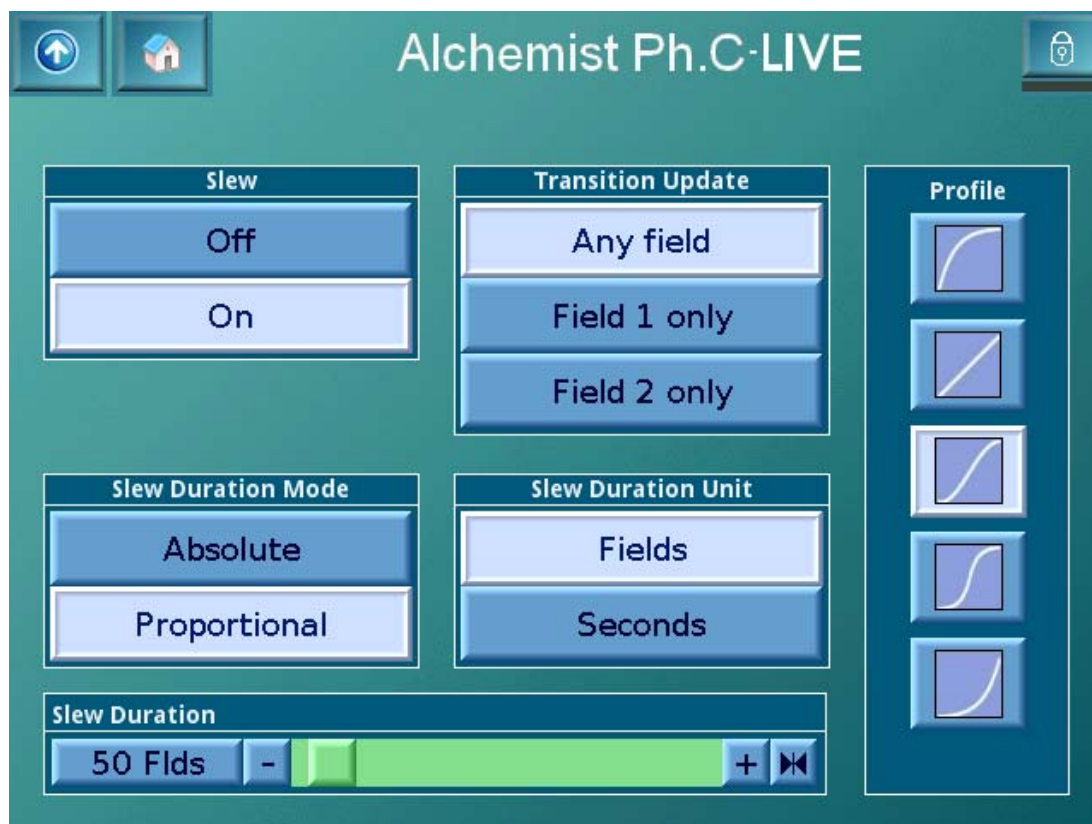 Alchemist Ph.C-LIVE
Slew
Off
On
Transition Update
Any field
Field 1 only
Field 2 only
Profile
Slew Duration Mode
Absolute
Proportional
Slew Duration Unit
Fields
Seconds
Slew Duration
50 Flds - +